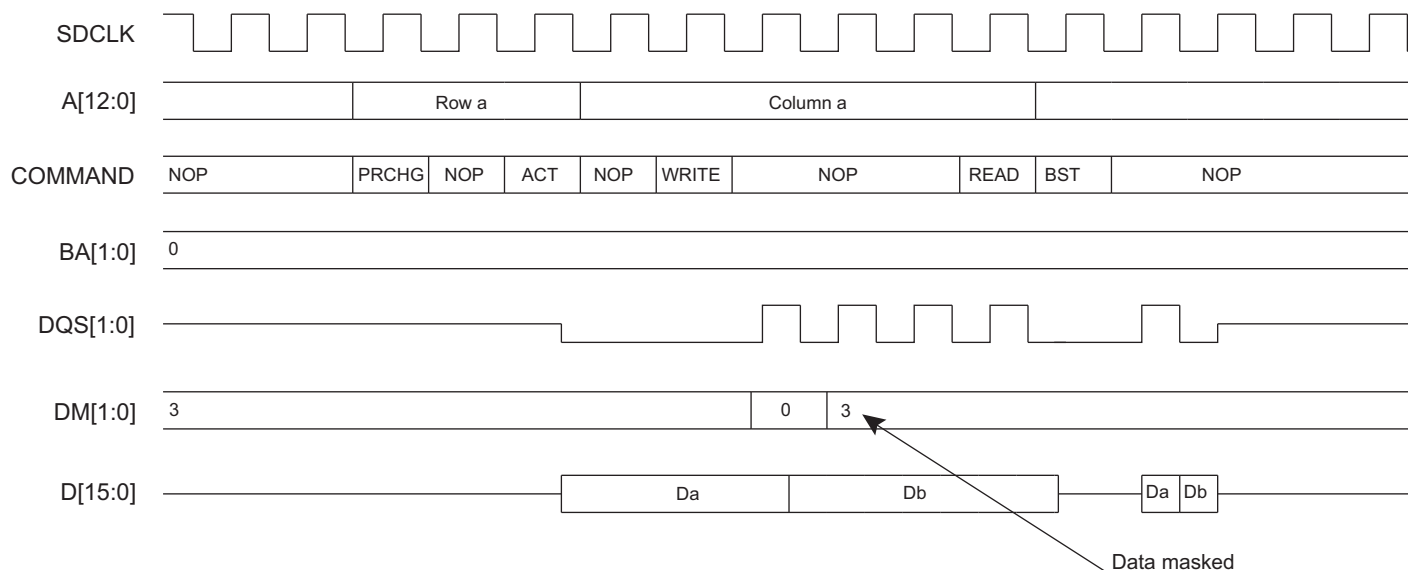 SDCLK
A[12:0] Row a Column a
COMMAND NOP PRCHG NOP ACT NOP WRITE NOP READ BST NOP
BA[1:0] 0
DQS[1:0]
DM[1:0] 3 0 3
D[15:0] Da Db Da Db
Data masked